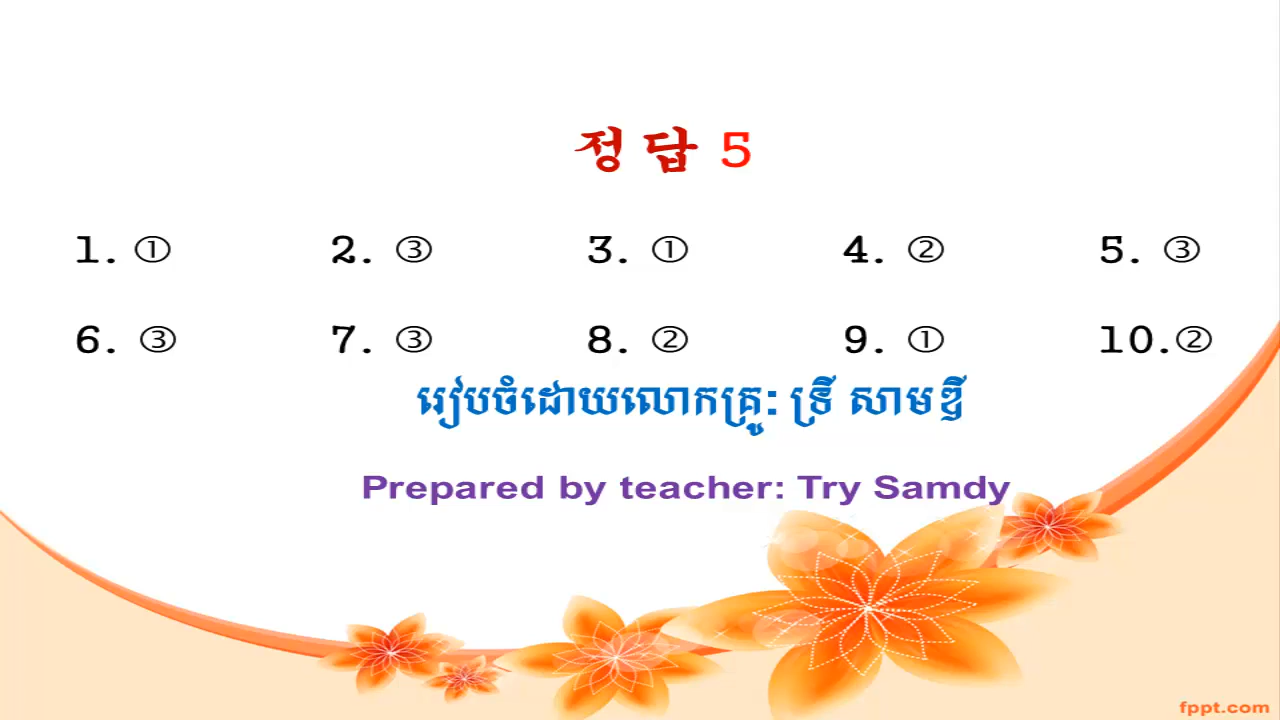 정 답 5
1. ① 2. ③ 3. ① 4. ② 5. ③
6. ③ 7. ③ 8. ② 9. ① 10.②
រៀបចំដោយលោកគ្រូ: ទ្រី សាមឌី
Prepared by teacher: Try Samdy
fppt.com